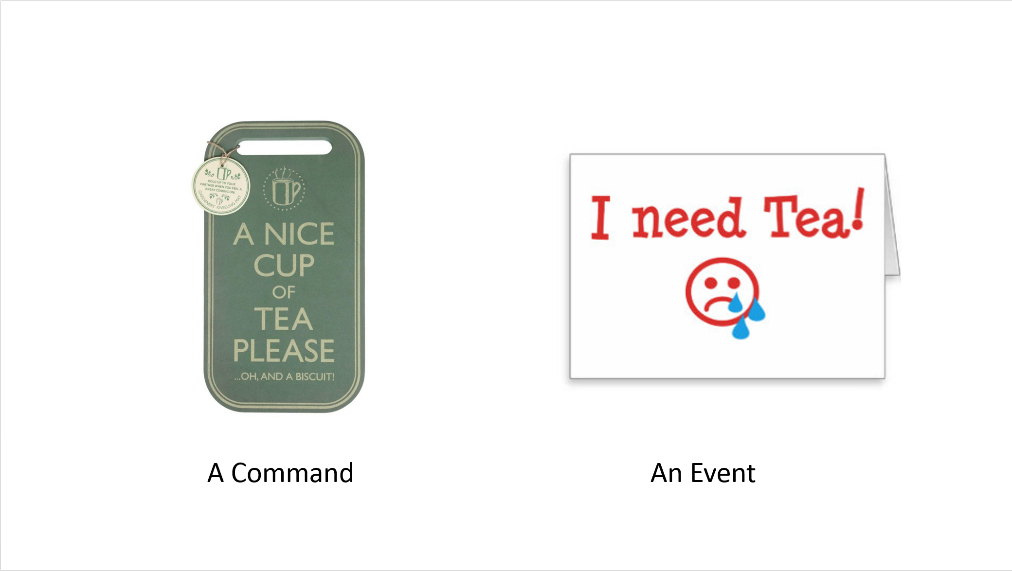 A NICE
CUP
OF
TEA
PLEASE
...OH, AND A BISCUIT!
I need Tea!
A Command
An Event